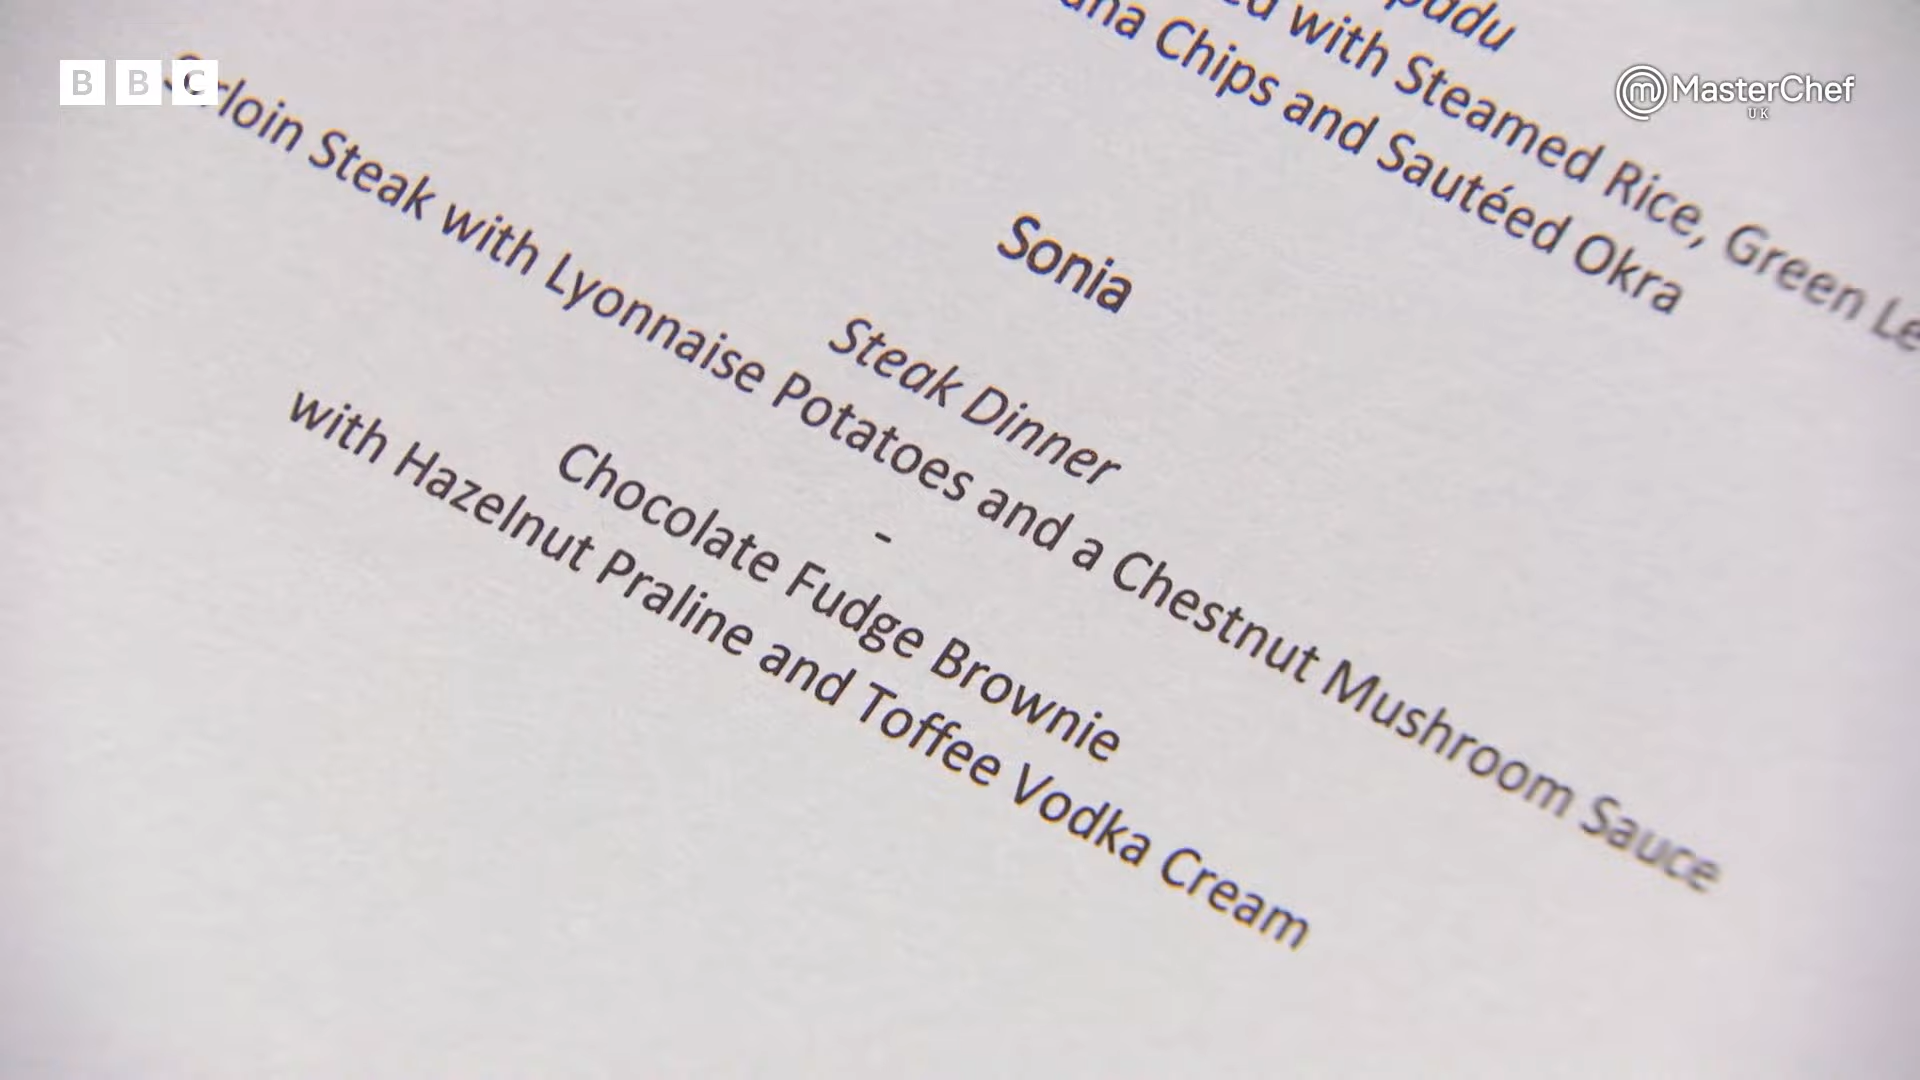 BBC
MasterChef
UK
with Steamed Rice, Green
Chips and Sautéed Okra
Sonia
Steak Dinner
Sirloin Steak with Lyonnaise Potatoes and a Chestnut Mushroom Sauce
-
Chocolate Fudge Brownie
with Hazelnut Praline and Toffee Vodka Cream